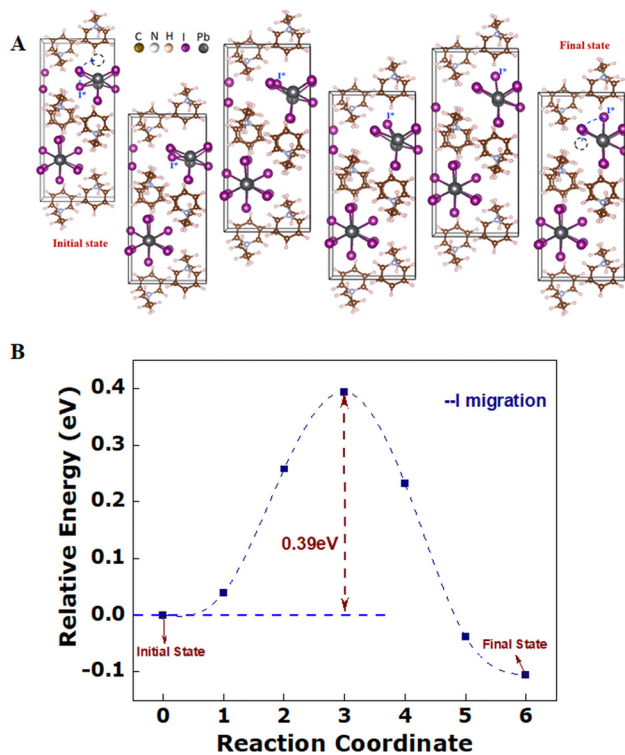 A
C N H I Pb
Final state
I*
I*
I*
I*
I*
I*
Initial state
B
0.4
0.3
0.2
0.1
0.0
-0.1
Relative Energy (eV)
--I migration
0.39eV
Initial State
Final State
0 1 2 3 4 5 6
Reaction Coordinate